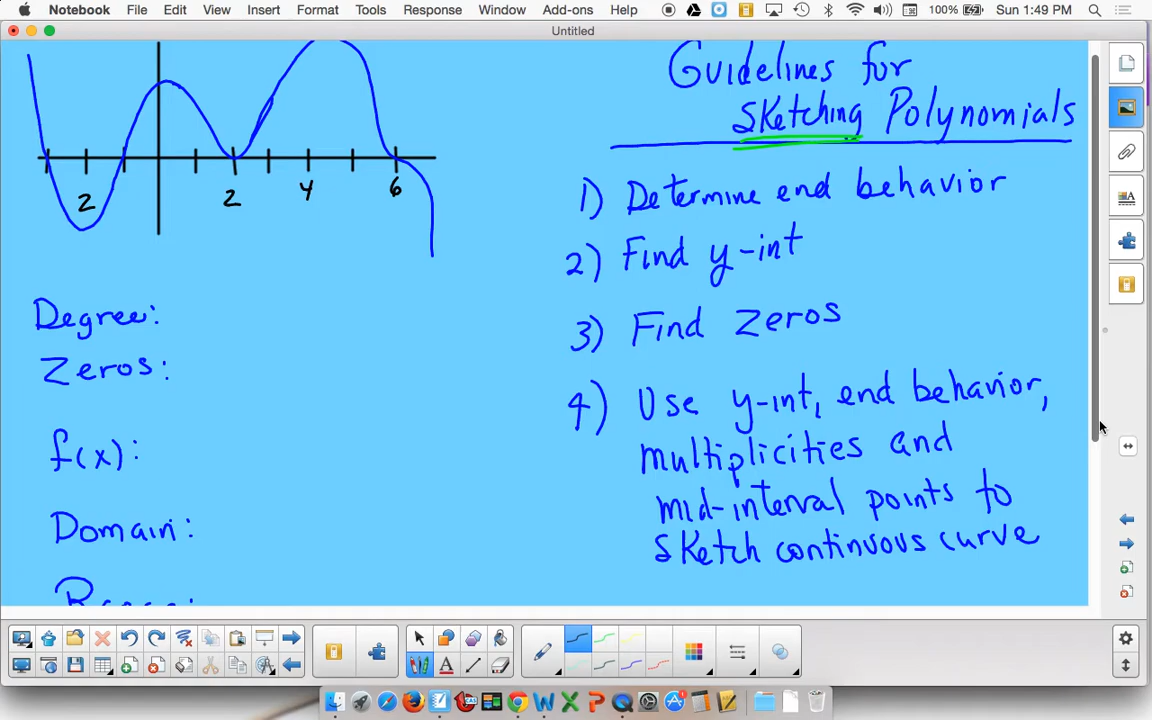 Notebook File Edit View Insert Format Tools Resources Window Add-ons Help 100% Sun 1:49 PM
Untitled
Guidelines for
Sketching Polynomials
2 2 4 6
1) Determine end behavior
2) Find y-int
3) Find zeros
4) Use y-int, end behavior,
multiplicities and
mid-interval points to
sketch continuous curve
Degree:
Zeros:
f(x):
Domain: